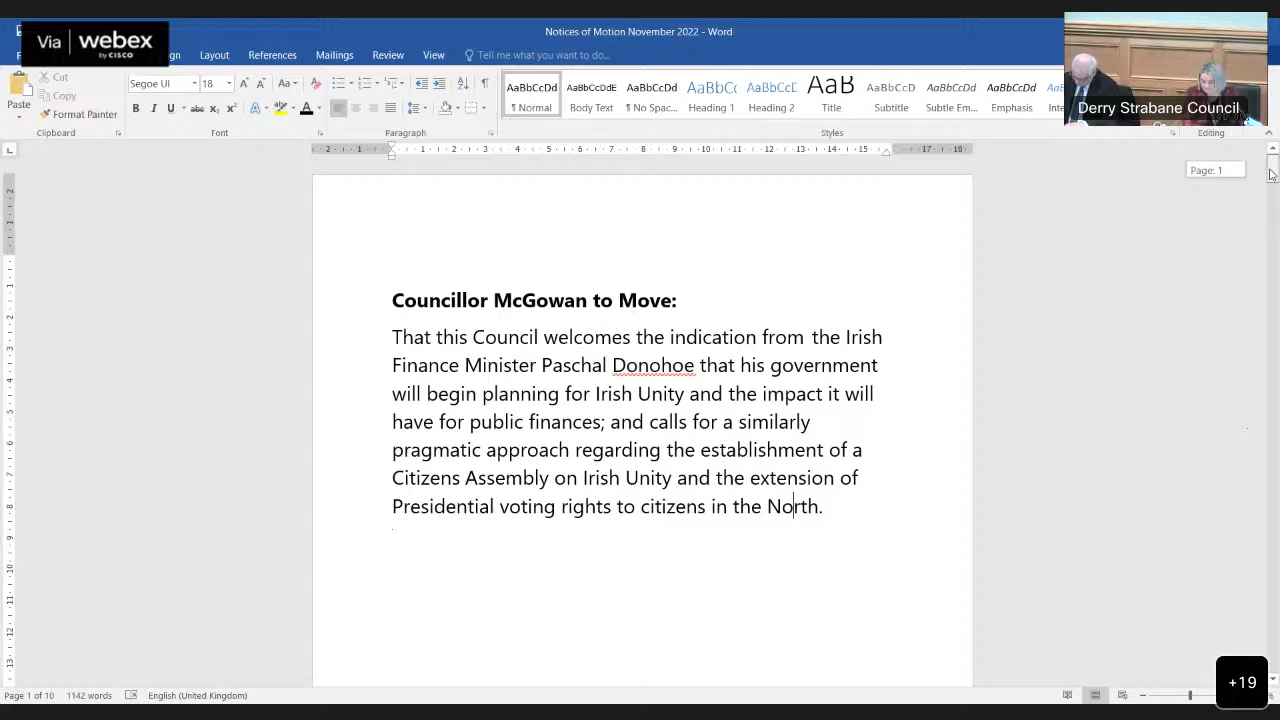 Notices of Motion November 2022 - Word
Via webex
by CISCO
Layout References Mailings Review View Tell me what you want to do...
Cut
Copy
Format Painter
Paste
Segoe UI 18
AaBbCcDd AaBbCcDdE AaBbCcDd AaBbCc AaBbCcD AaB AaBbCcD AaBbCcDd AaBbCcDd
¶ Normal Body Text ¶ No Spac... Heading 1 Heading 2 Title Subtitle Subtle Em... Emphasis
Clipboard Font Paragraph Styles Editing
Derry Strabane Council
Page: 1
Councillor McGowan to Move:
That this Council welcomes the indication from the Irish
Finance Minister Paschal Donohoe that his government
will begin planning for Irish Unity and the impact it will
have for public finances; and calls for a similarly
pragmatic approach regarding the establishment of a
Citizens Assembly on Irish Unity and the extension of
Presidential voting rights to citizens in the North.
Page 1 of 10 1142 words English (United Kingdom)
+19